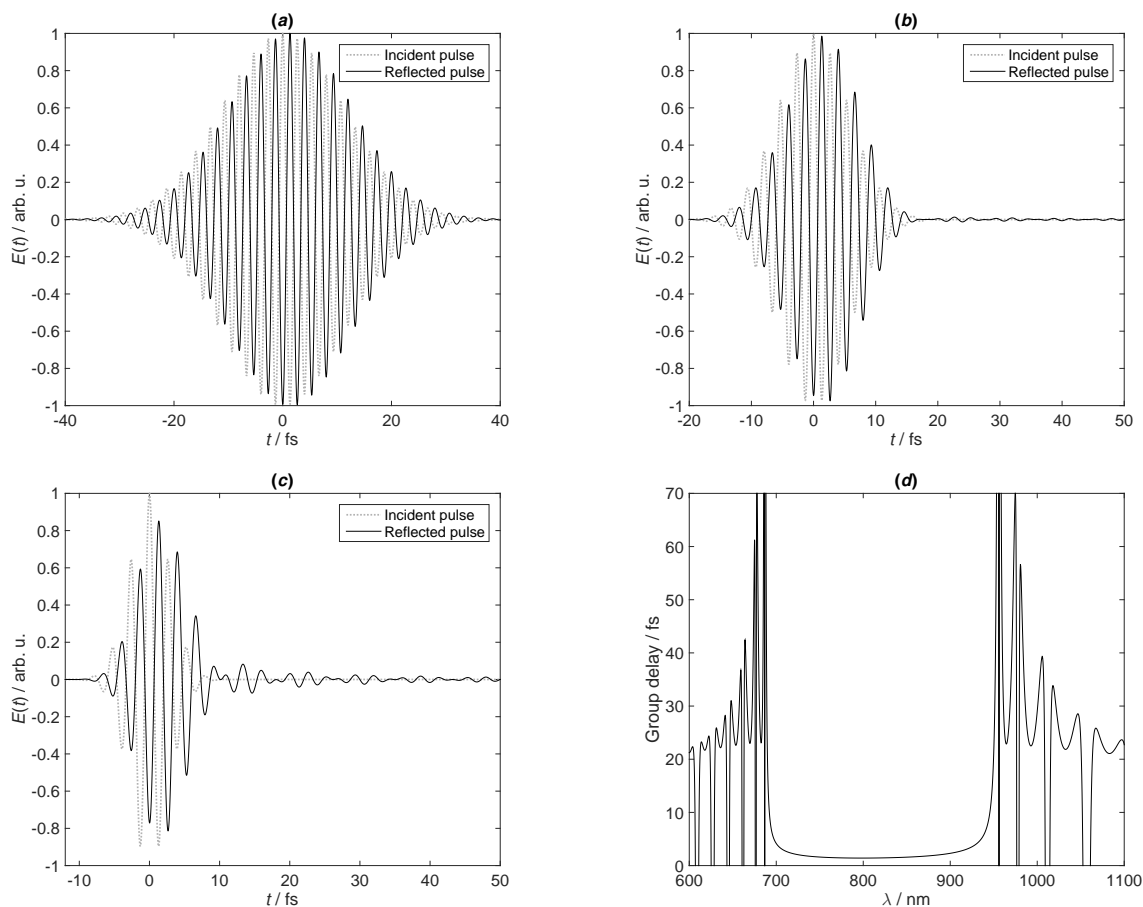 (a)
1
0.8
0.6
0.4
0.2
0
-0.2
-0.4
-0.6
-0.8
-1
E(t) / arb. u.
Incident pulse
Reflected pulse
-40 -20 0 20 40
t / fs
(b)
1
0.8
0.6
0.4
0.2
0
-0.2
-0.4
-0.6
-0.8
-1
E(t) / arb. u.
Incident pulse
Reflected pulse
-20 -10 0 10 20 30 40 50
t / fs
(c)
1
0.8
0.6
0.4
0.2
0
-0.2
-0.4
-0.6
-0.8
-1
E(t) / arb. u.
Incident pulse
Reflected pulse
-10 0 10 20 30 40 50
t / fs
(d)
70
60
50
40
30
20
10
0
Group delay / fs
600 700 800 900 1000 1100
λ / nm